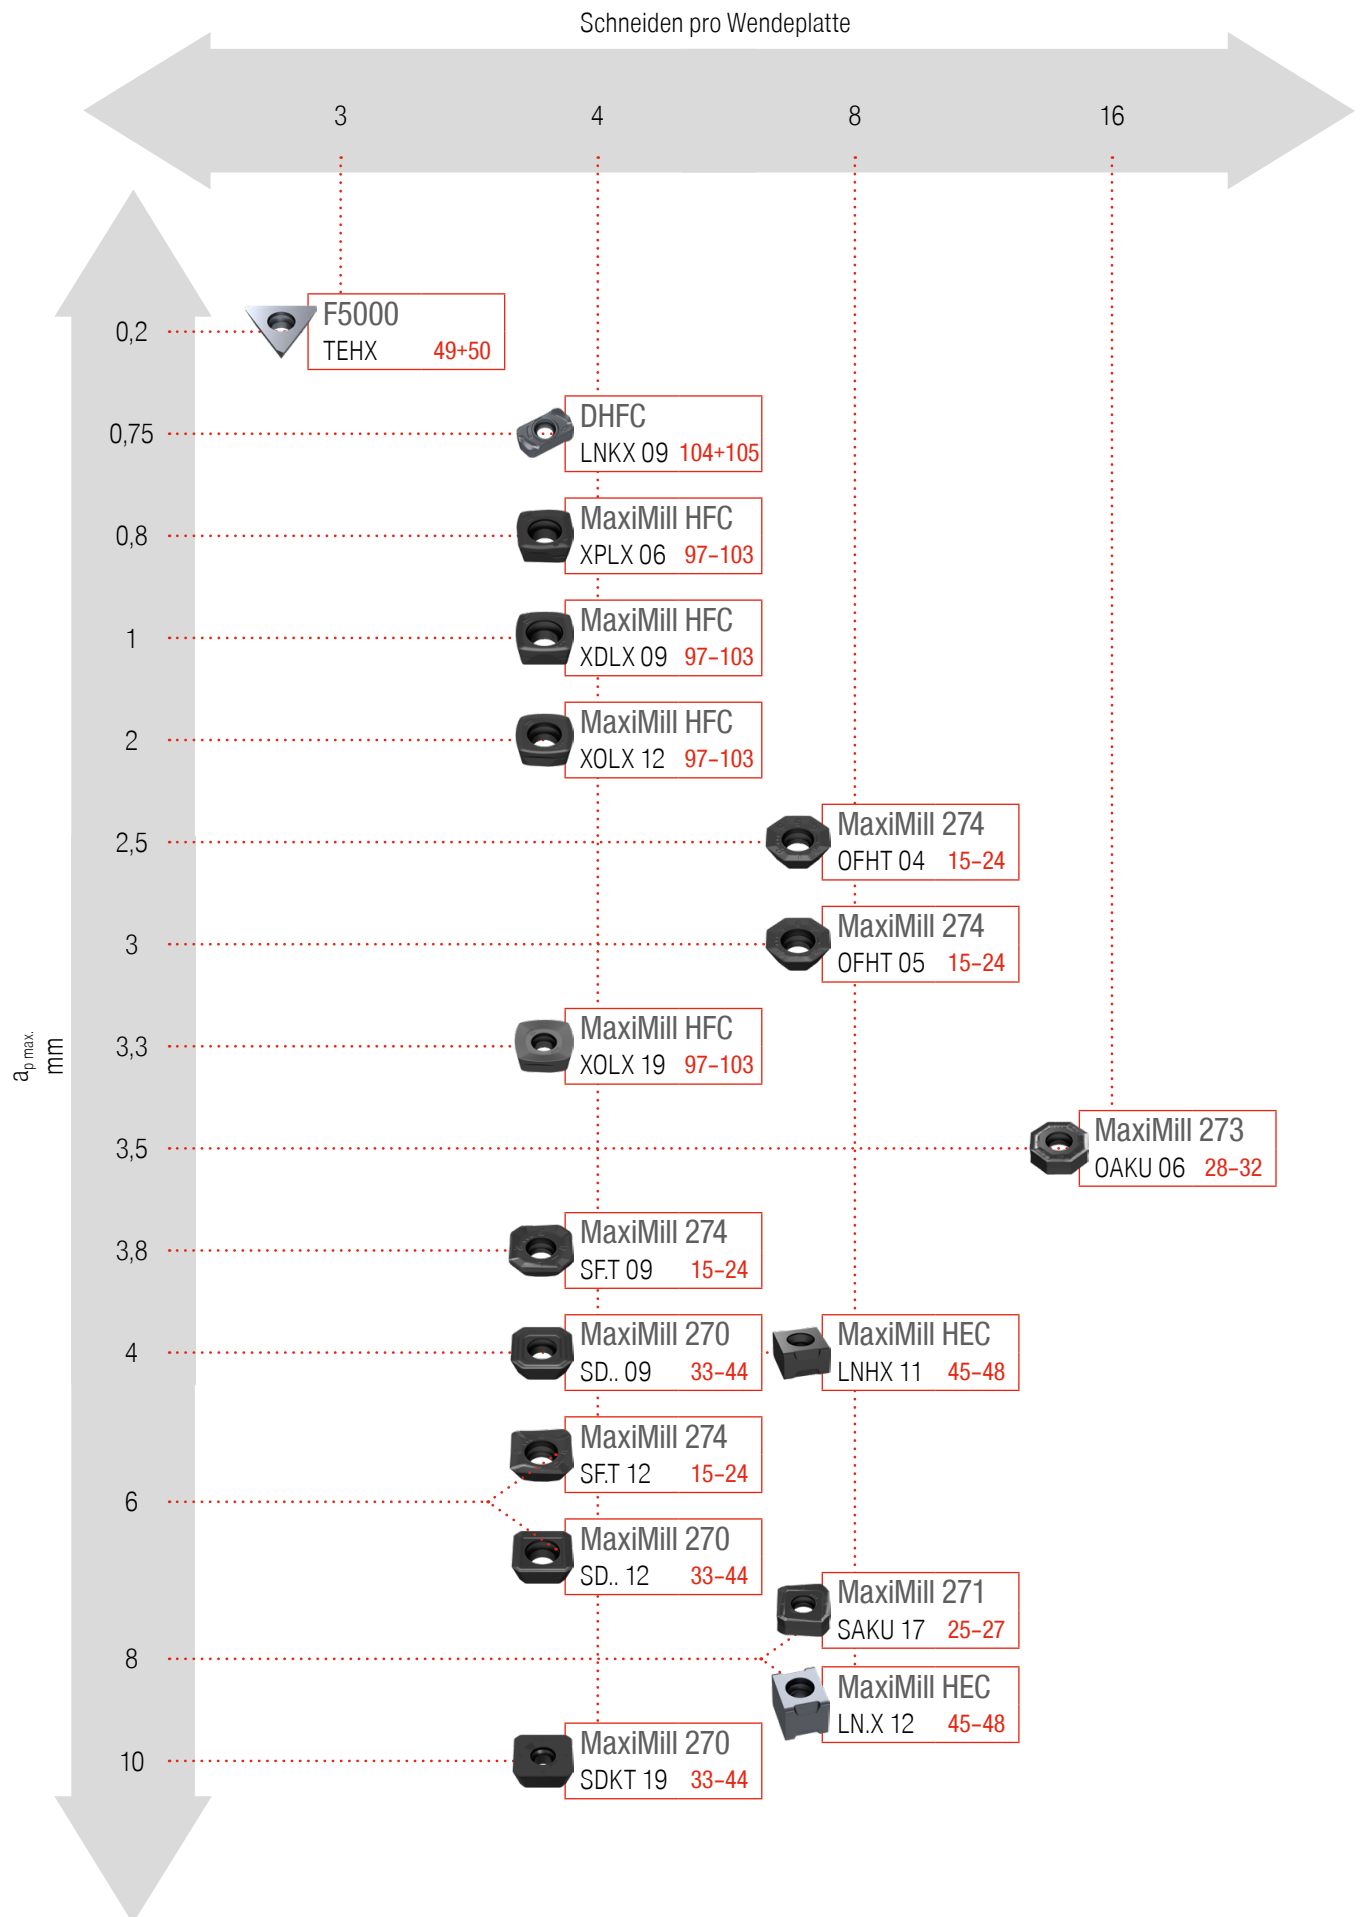 Schneiden pro Wendeplatte
3 4 8 16
0,2
F5000
TEHX 49+50
0,75
DHFC
LNKX 09 104+105
0,8
MaxiMill HFC
XPLX 06 97–103
1
MaxiMill HFC
XDLX 09 97–103
2
MaxiMill HFC
XOLX 12 97–103
2,5
MaxiMill 274
OFHT 04 15–24
3
MaxiMill 274
OFHT 05 15–24
ap max.
mm
3,3
MaxiMill HFC
XOLX 19 97–103
3,5
MaxiMill 273
OAKU 06 28–32
3,8
MaxiMill 274
SF.T 09 15–24
4
MaxiMill 270
SD.. 09 33–44
MaxiMill HEC
LNHX 11 45–48
6
MaxiMill 274
SF.T 12 15–24
MaxiMill 270
SD.. 12 33–44
8
MaxiMill 271
SAKU 17 25–27
MaxiMill HEC
LN.X 12 45–48
10
MaxiMill 270
SDKT 19 33–44